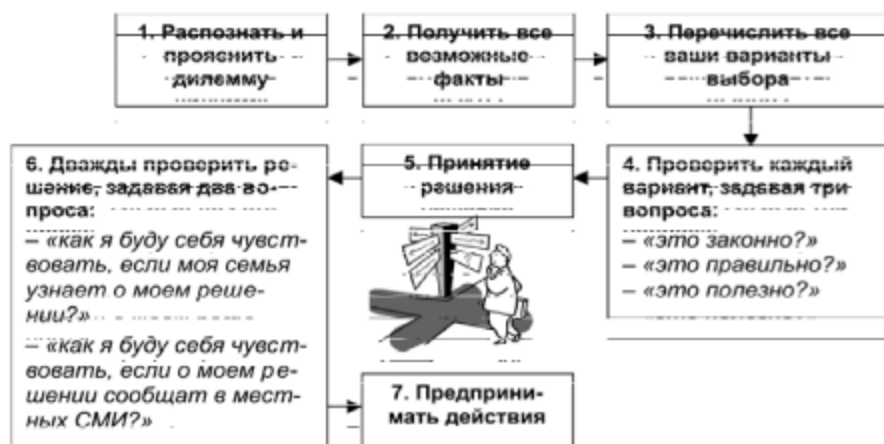 1. Распознать и
прояснить
дилемму
2. Получить все
возможные
факты
3. Перечислить все
ваши варианты
выбора
4. Проверить каждый
вариант, задавая три
вопроса:
– «это законно?»
– «это правильно?»
– «это полезно?»
5. Принятие
решения
6. Дважды проверить ре-
шение, задавая два во-
проса:
– «как я буду себя чувст-
вовать, если моя семья
узнает о моем реше-
нии?»
– «как я буду себя чувст-
вовать, если о моем ре-
шении сообщат в мест-
ных СМИ?»
7. Предприни-
мать действия